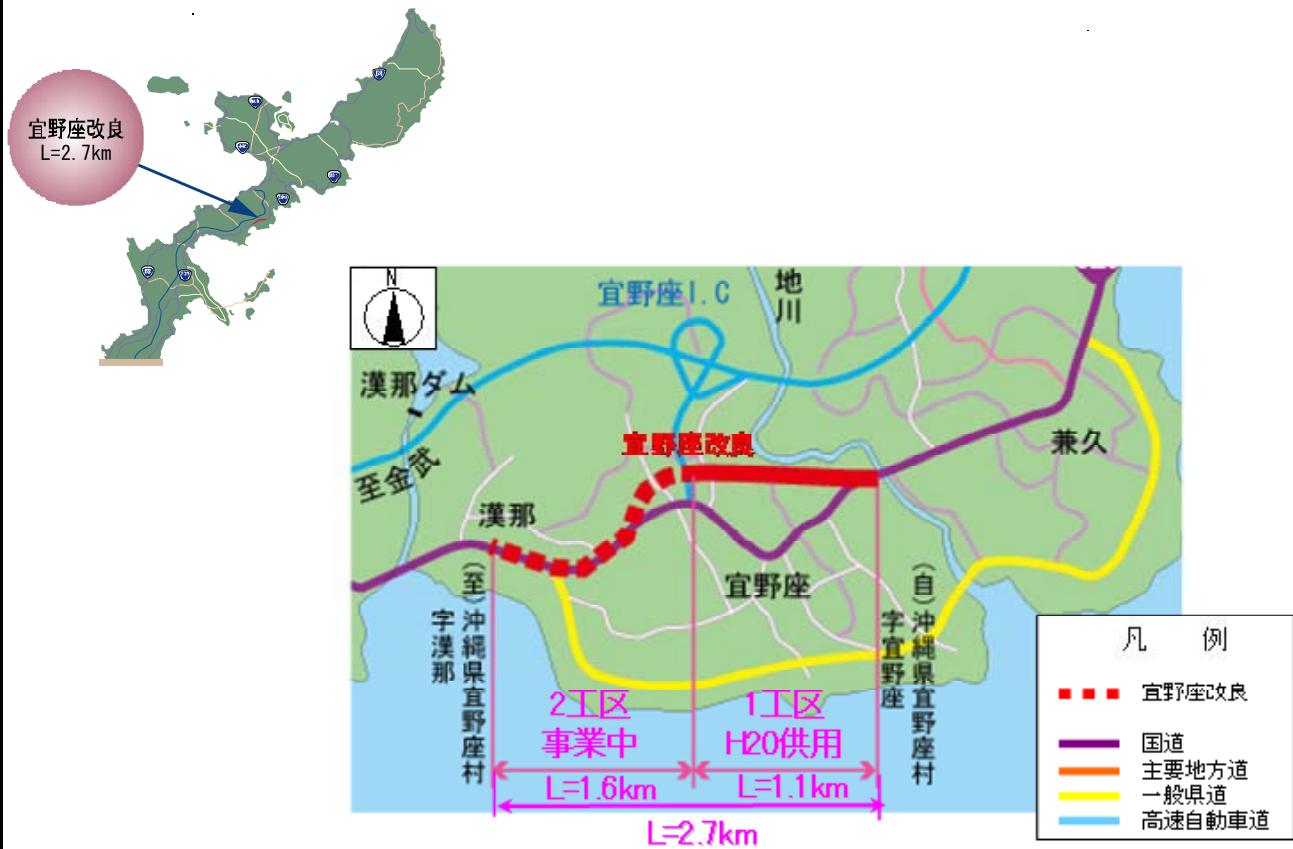 宜野座改良
L=2.7km
N
宜野座I.C
地川
漢那ダム
至金武
宜野座改良
兼久
漢那
宜野座
(至)沖縄県宜野座村
字漢那
(自)沖縄県宜野座村
字宜野座
2工区
事業中
L=1.6km
1工区
H20供用
L=1.1km
L=2.7km
凡 例
宜野座改良
国道
主要地方道
一般県道
高速自動車道